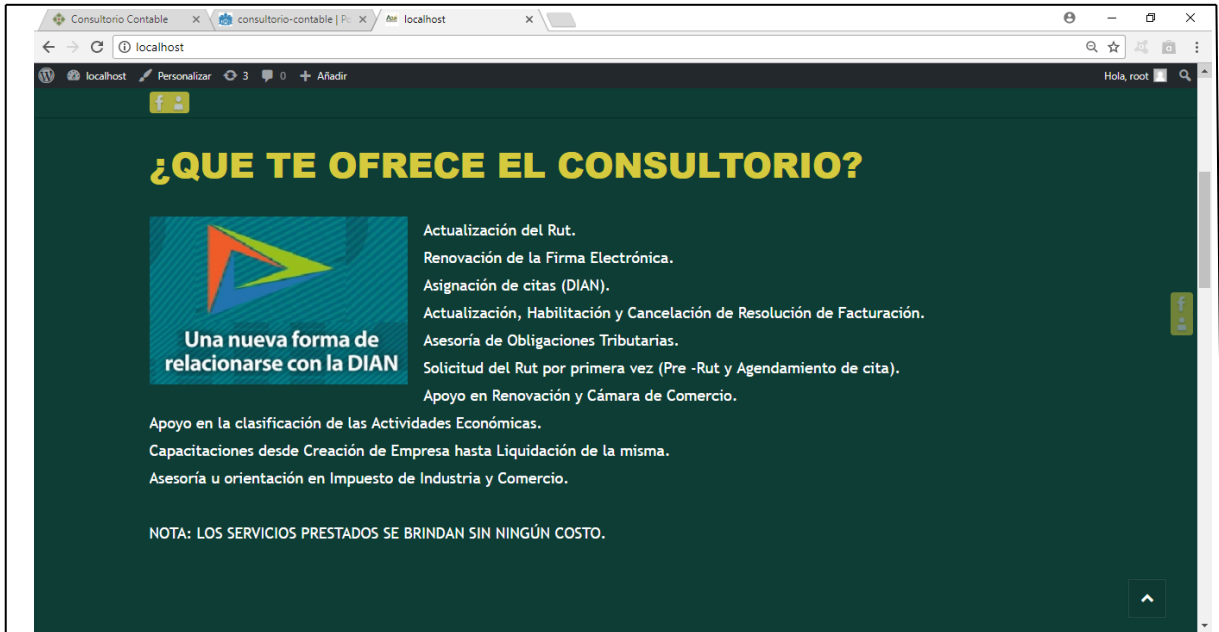 Consultorio Contable
consultorio-contable | Po
localhost
localhost
localhost Personalizar 3 0 + Añadir
Hola, root
¿QUE TE OFRECE EL CONSULTORIO?
Una nueva forma de
relacionarse con la DIAN
Actualización del Rut.
Renovación de la Firma Electrónica.
Asignación de citas (DIAN).
Actualización, Habilitación y Cancelación de Resolución de Facturación.
Asesoría de Obligaciones Tributarias.
Solicitud del Rut por primera vez (Pre -Rut y Agendamiento de cita).
Apoyo en Renovación y Cámara de Comercio.
Apoyo en la clasificación de las Actividades Económicas.
Capacitaciones desde Creación de Empresa hasta Liquidación de la misma.
Asesoría u orientación en Impuesto de Industria y Comercio.
NOTA: LOS SERVICIOS PRESTADOS SE BRINDAN SIN NINGÚN COSTO.